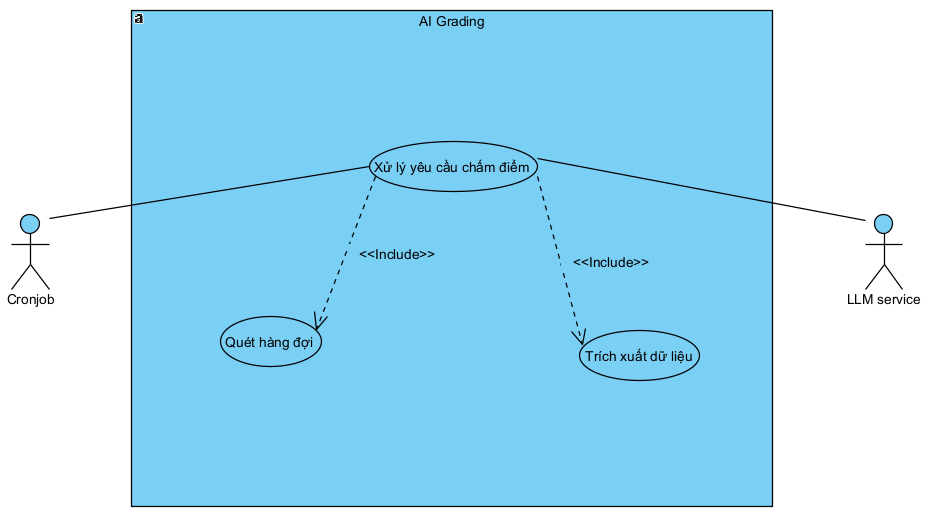 a
AI Grading
Xử lý yêu cầu chấm điểm
<<Include>>
<<Include>>
Cronjob
LLM service
Quét hàng đợi
Trích xuất dữ liệu